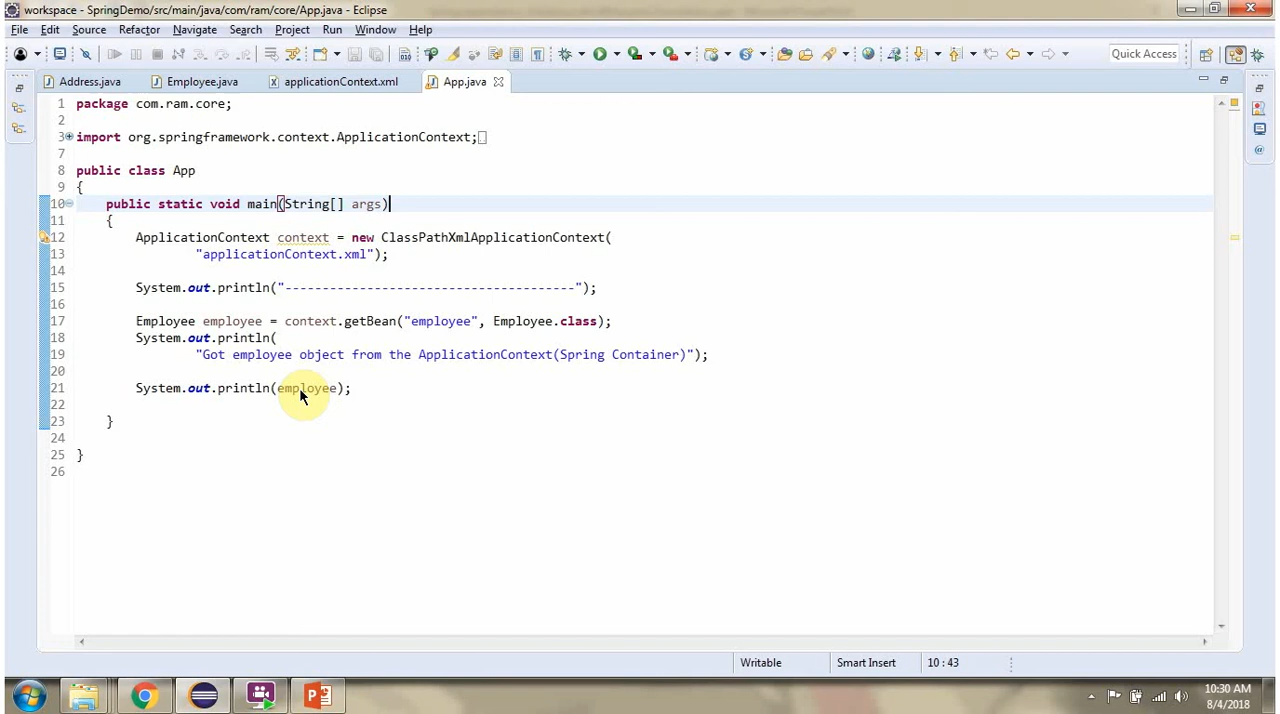 workspace - SpringDemo/src/main/java/com/ram/core/App.java - Eclipse
File Edit Source Refactor Navigate Search Project Run Window Help
Quick Access
Address.java Employee.java applicationContext.xml App.java
1 package com.ram.core;
2
3 import org.springframework.context.ApplicationContext;
7
8 public class App
9 {
10 public static void main(String[] args)
11 {
12 ApplicationContext context = new ClassPathXmlApplicationContext(
13 "applicationContext.xml");
14
15 System.out.println("---------------------------------------");
16
17 Employee employee = context.getBean("employee", Employee.class);
18 System.out.println(
19 "Got employee object from the ApplicationContext(Spring Container)");
20
21 System.out.println(employee);
22
23 }
24
25 }
26
Writable Smart Insert 10 : 43
10:30 AM
8/4/2018